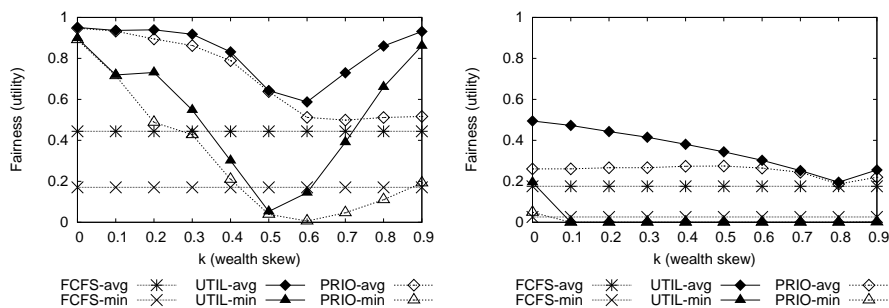 Fairness (utility)
1
0.8
0.6
0.4
0.2
0
0 0.1 0.2 0.3 0.4 0.5 0.6 0.7 0.8 0.9
k (wealth skew)
FCFS-avg UTIL-avg PRIO-avg
FCFS-min UTIL-min PRIO-min
Fairness (utility)
1
0.8
0.6
0.4
0.2
0
0 0.1 0.2 0.3 0.4 0.5 0.6 0.7 0.8 0.9
k (wealth skew)
FCFS-avg UTIL-avg PRIO-avg
FCFS-min UTIL-min PRIO-min